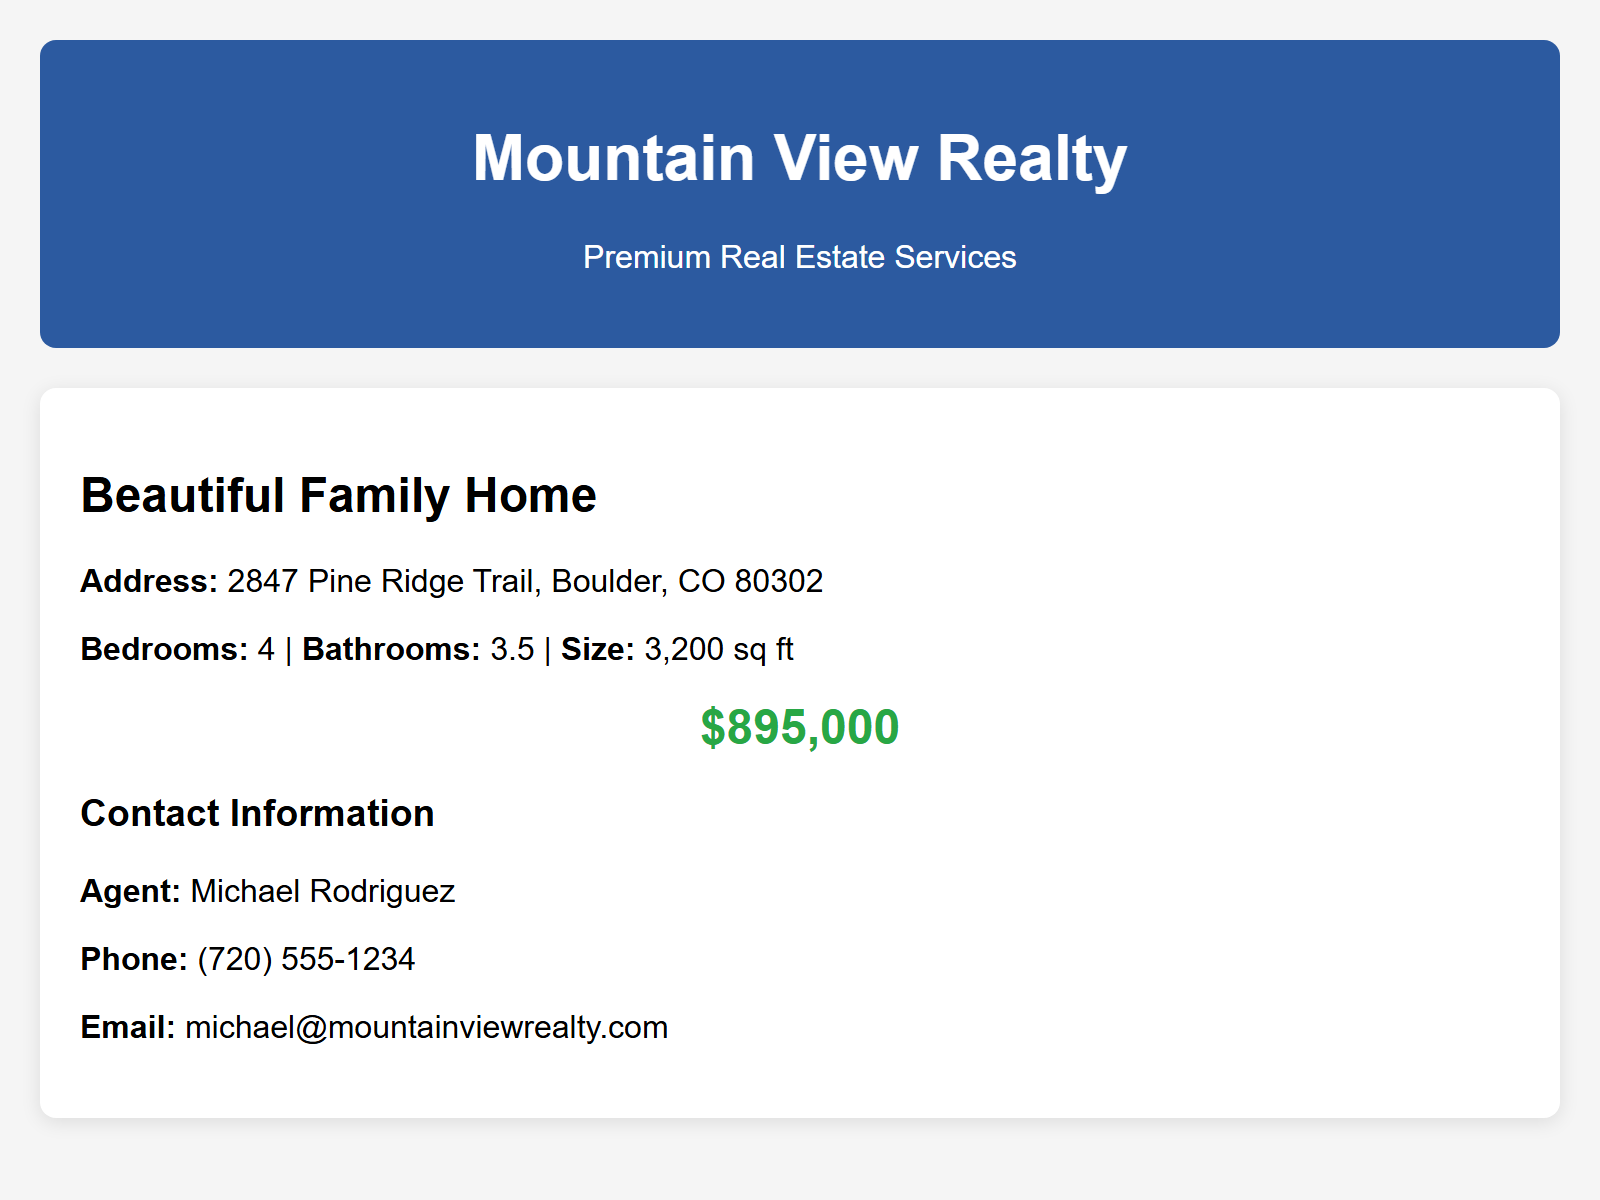 Mountain View Realty
Premium Real Estate Services
Beautiful Family Home
Address: 2847 Pine Ridge Trail, Boulder, CO 80302
Bedrooms: 4 | Bathrooms: 3.5 | Size: 3,200 sq ft
$895,000
Contact Information
Agent: Michael Rodriguez
Phone: (720) 555-1234
Email: michael@mountainviewrealty.com